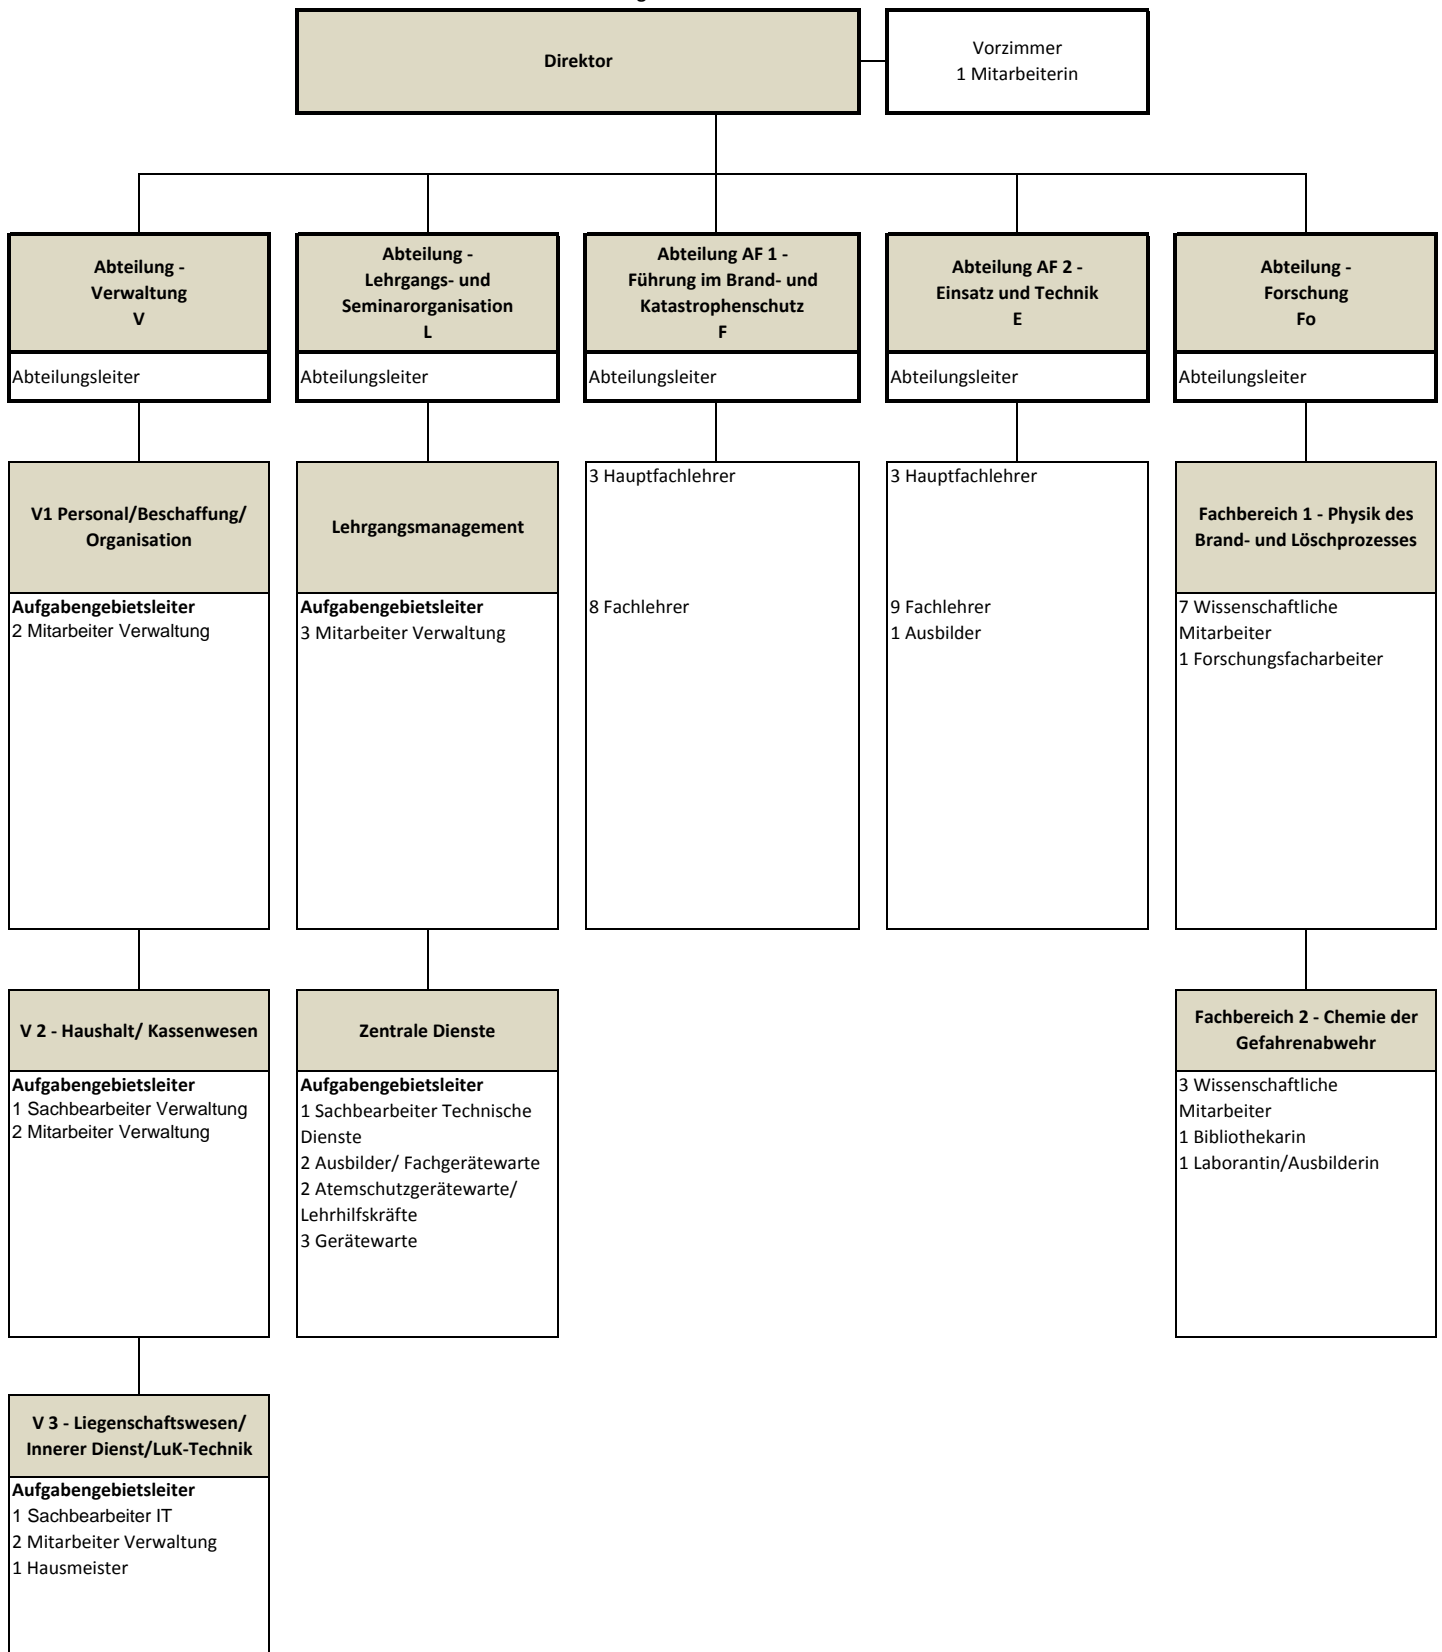 Direktor
Vorzimmer
1 Mitarbeiterin
Abteilung -
Verwaltung
V
Abteilungsleiter
Abteilung -
Lehrgangs- und
Seminarorganisation
L
Abteilungsleiter
Abteilung AF 1 -
Führung im Brand- und
Katastrophenschutz
F
Abteilungsleiter
Abteilung AF 2 -
Einsatz und Technik
E
Abteilungsleiter
Abteilung -
Forschung
Fo
Abteilungsleiter
V1 Personal/Beschaffung/
Organisation
Aufgabengebietsleiter
2 Mitarbeiter Verwaltung
Lehrgangsmanagement
Aufgabengebietsleiter
3 Mitarbeiter Verwaltung
3 Hauptfachlehrer
8 Fachlehrer
3 Hauptfachlehrer
9 Fachlehrer
1 Ausbilder
Fachbereich 1 - Physik des
Brand- und Löschprozesses
7 Wissenschaftliche
Mitarbeiter
1 Forschungsfacharbeiter
V 2 - Haushalt/ Kassenwesen
Aufgabengebietsleiter
1 Sachbearbeiter Verwaltung
2 Mitarbeiter Verwaltung
Zentrale Dienste
Aufgabengebietsleiter
1 Sachbearbeiter Technische
Dienste
2 Ausbilder/ Fachgerätewarte
2 Atemschutzgerätewarte/
Lehrhilfskräfte
3 Gerätewarte
Fachbereich 2 - Chemie der
Gefahrenabwehr
3 Wissenschaftliche
Mitarbeiter
1 Bibliothekarin
1 Laborantin/Ausbilderin
V 3 - Liegenschaftswesen/
Innerer Dienst/LuK-Technik
Aufgabengebietsleiter
1 Sachbearbeiter IT
2 Mitarbeiter Verwaltung
1 Hausmeister